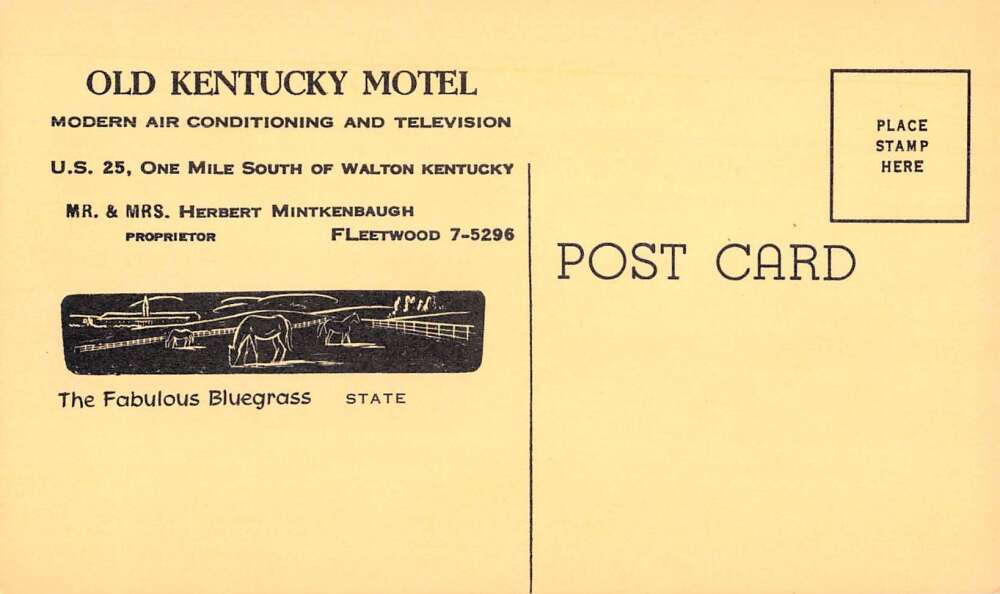 OLD KENTUCKY MOTEL
MODERN AIR CONDITIONING AND TELEVISION
U.S. 25, ONE MILE SOUTH OF WALTON KENTUCKY
MR. & MRS. HERBERT MINTKENBAUGH
PROPRIETOR FLEETWOOD 7-5296
The Fabulous Bluegrass STATE
PLACE
STAMP
HERE
POST CARD